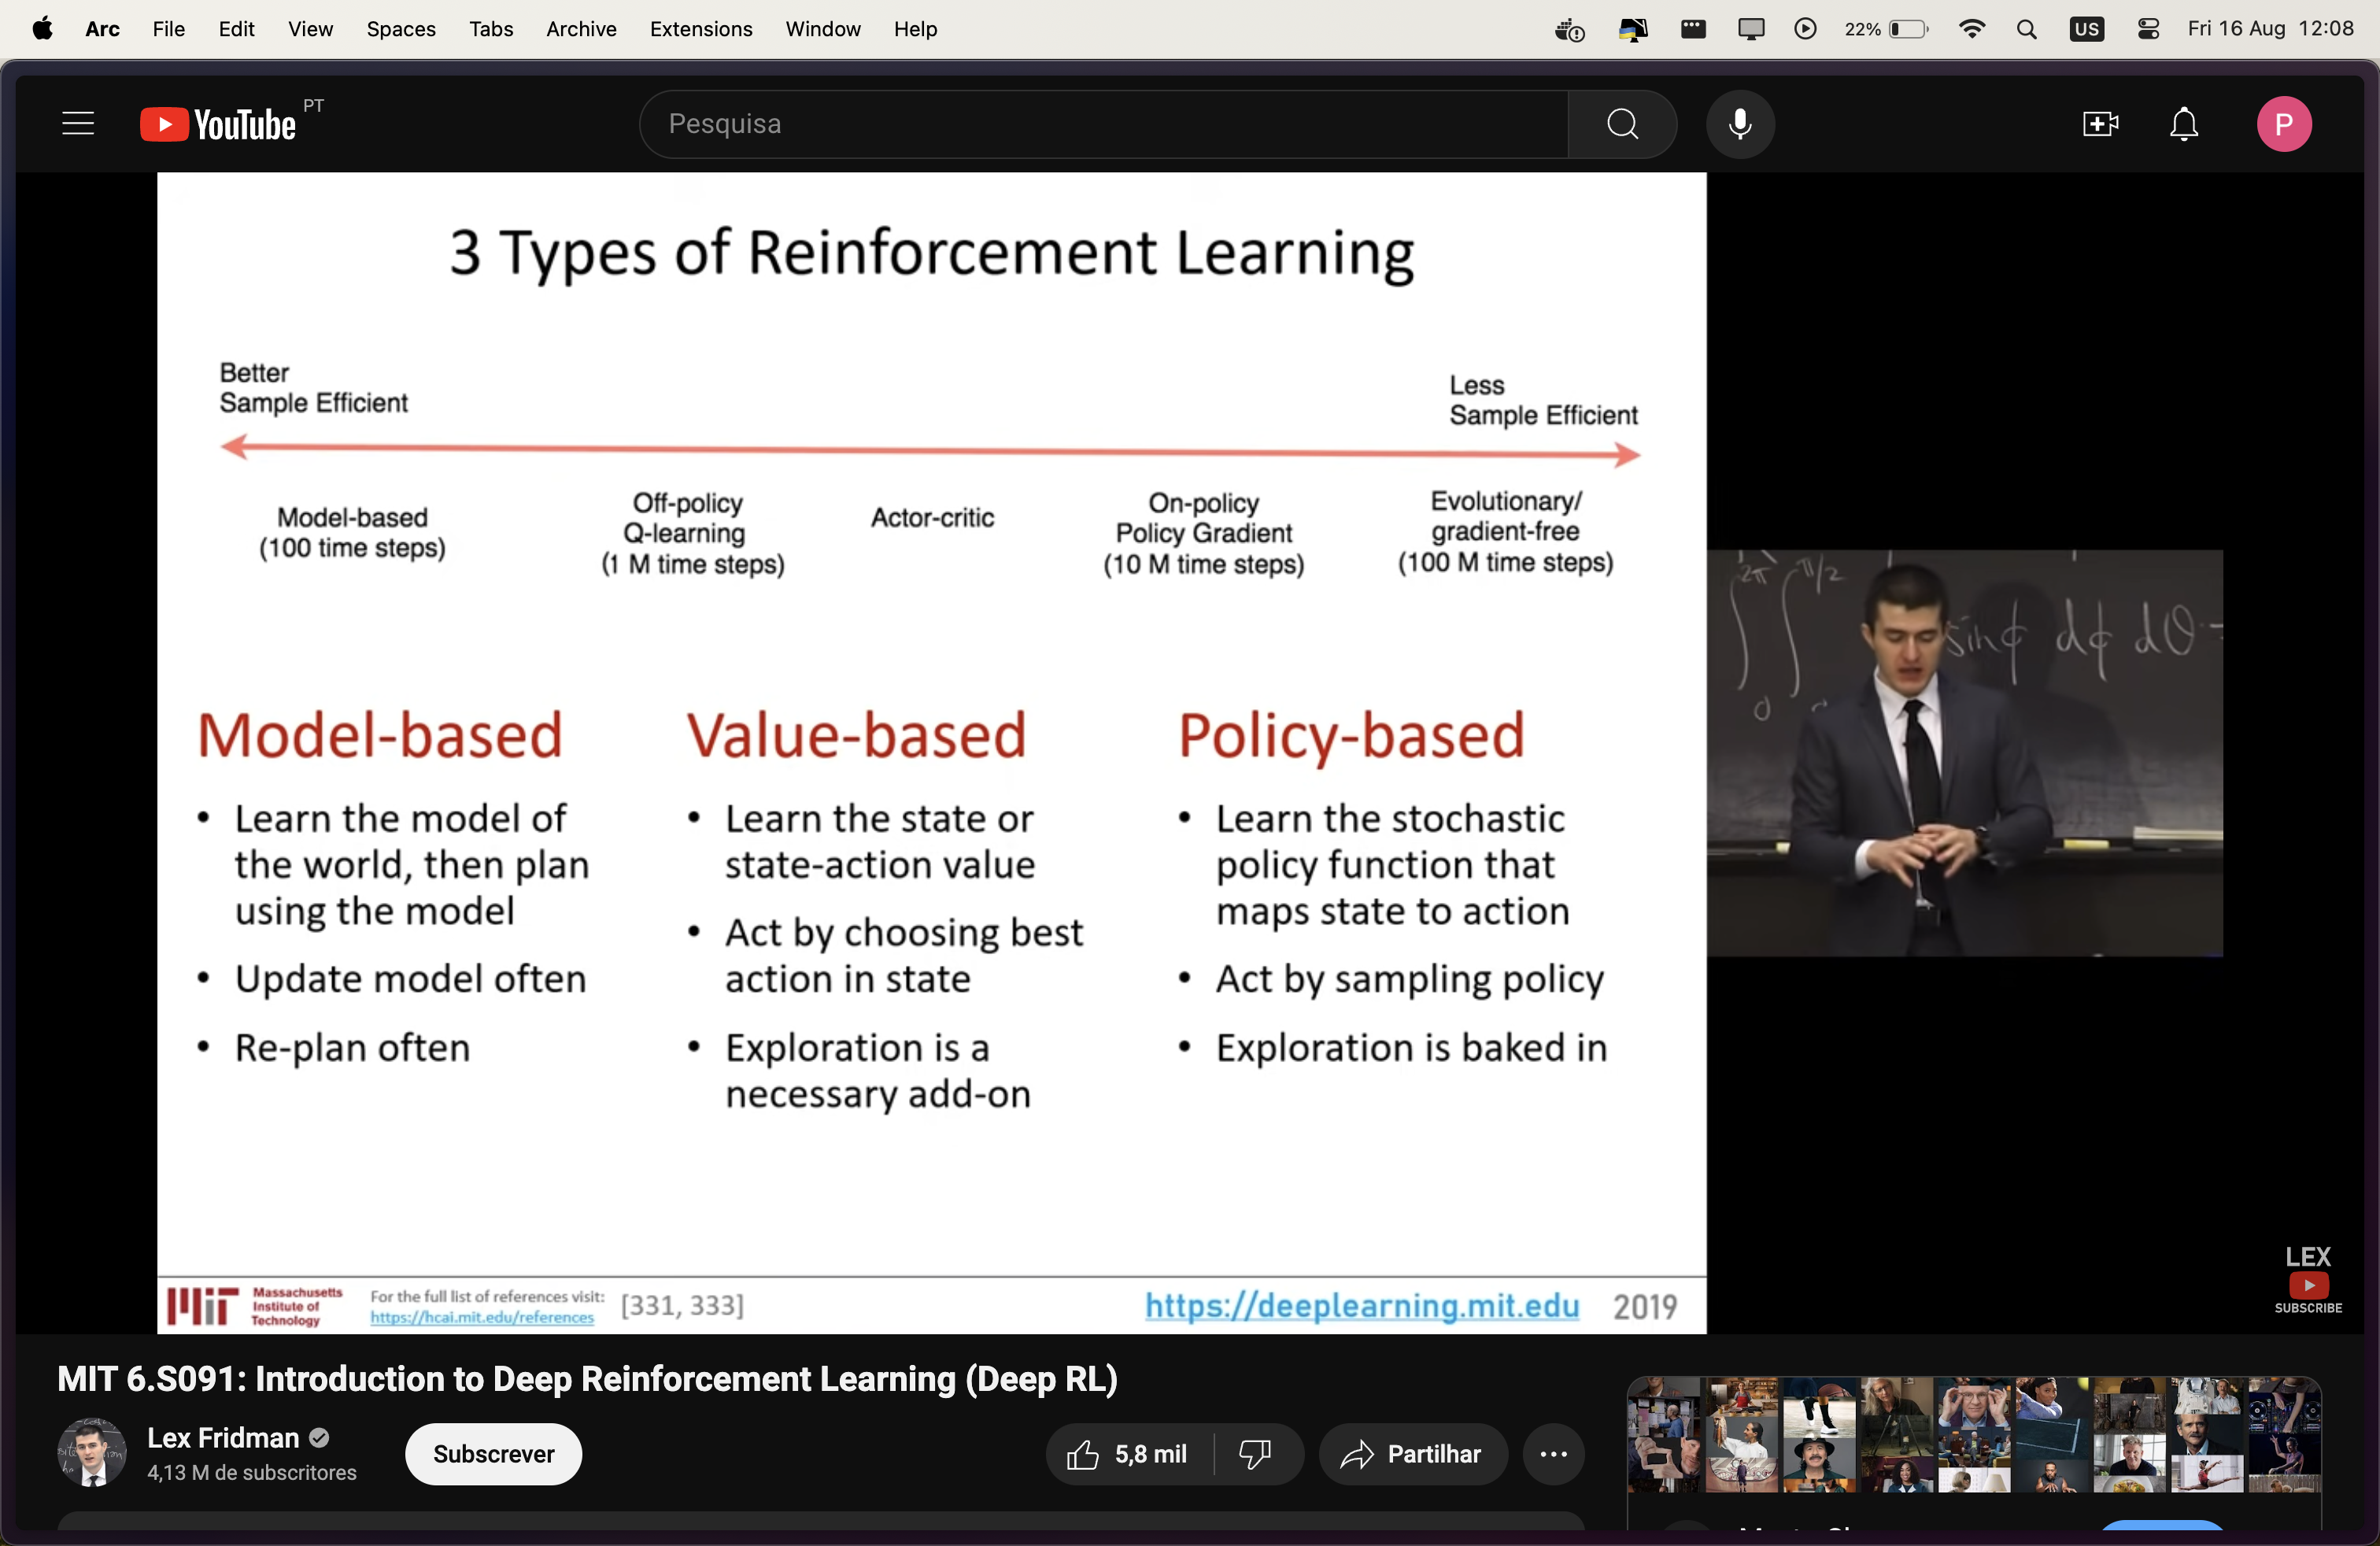 Arc File Edit View Spaces Tabs Archive Extensions Window Help 22% US Fri 16 Aug 12:08
YouTube PT Pesquisa P
3 Types of Reinforcement Learning
Better
Sample Efficient
Less
Sample Efficient
Model-based
(100 time steps)
Off-policy
Q-learning
(1 M time steps)
Actor-critic
On-policy
Policy Gradient
(10 M time steps)
Evolutionary/
gradient-free
(100 M time steps)
2π π/2
sinϕ dϕ dθ
0
Model-based
• Learn the model of
the world, then plan
using the model
• Update model often
• Re-plan often
Value-based
• Learn the state or
state-action value
• Act by choosing best
action in state
• Exploration is a
necessary add-on
Policy-based
• Learn the stochastic
policy function that
maps state to action
• Act by sampling policy
• Exploration is baked in
MIT
Massachusetts
Institute of
Technology
For the full list of references visit:
https://hcai.mit.edu/references
[331, 333]
https://deeplearning.mit.edu 2019
LEX
SUBSCRIBE
MIT 6.S091: Introduction to Deep Reinforcement Learning (Deep RL)
Lex Fridman
4,13 M de subscritores
Subscrever
5,8 mil
Partilhar